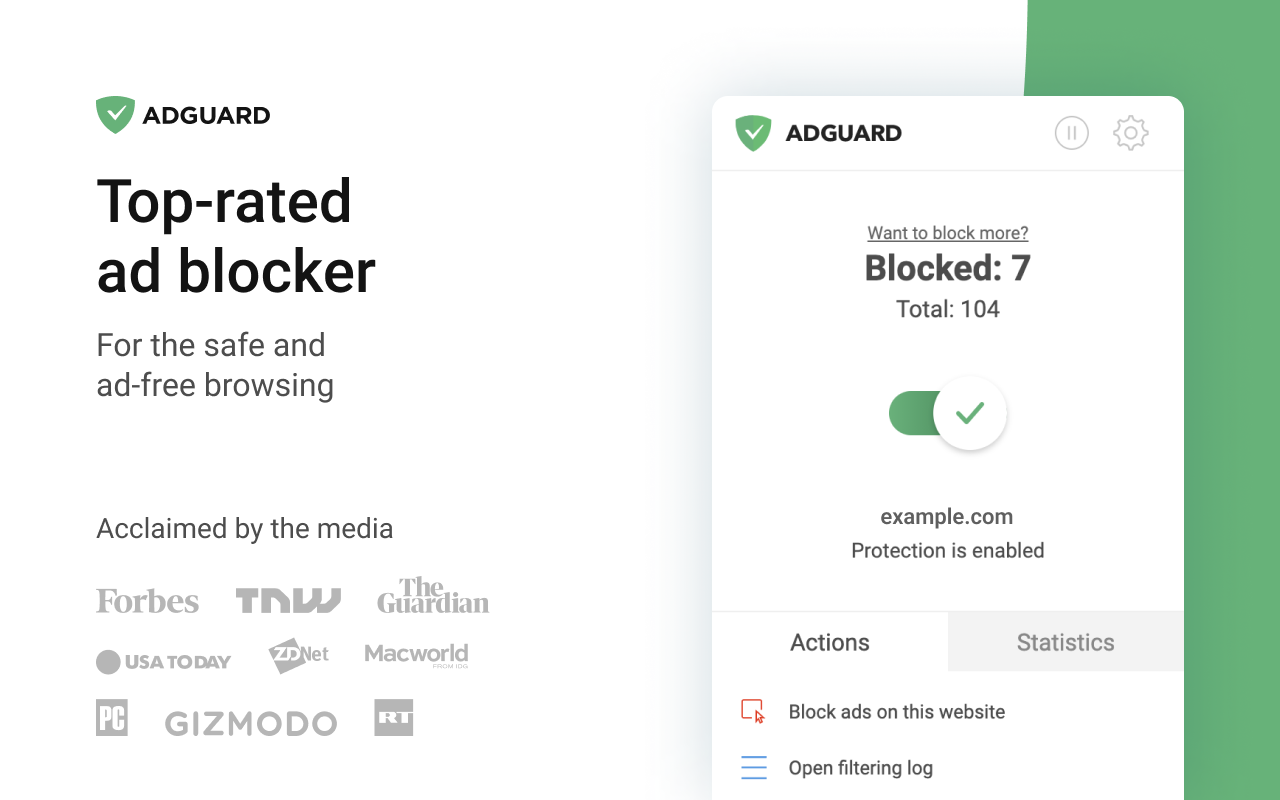 ADGUARD
Top-rated
ad blocker
For the safe and
ad-free browsing
Acclaimed by the media
Forbes TNW The Guardian
USA TODAY ZDNet Macworld
FROM IDG
PC GIZMODO RT
ADGUARD
Want to block more?
Blocked: 7
Total: 104
example.com
Protection is enabled
Actions Statistics
Block ads on this website
Open filtering log